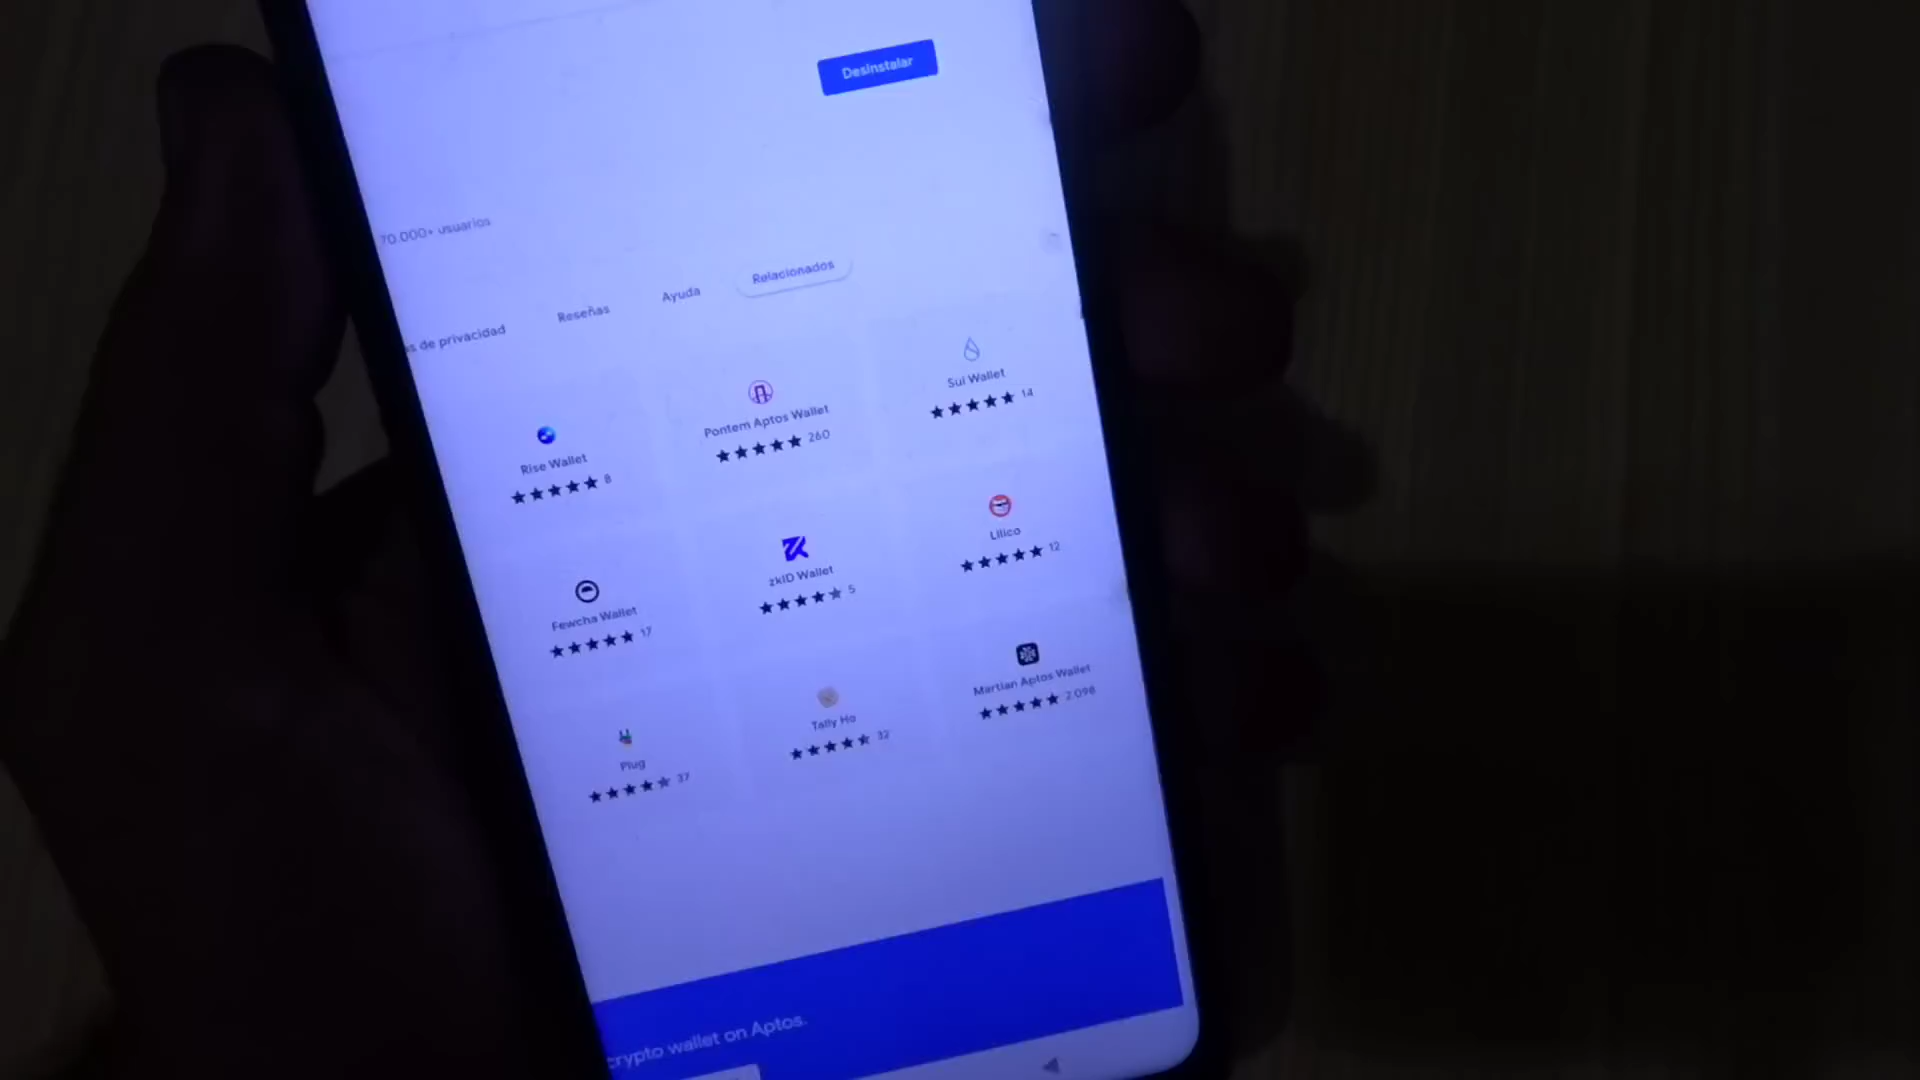 Desinstalar
70.000+ usuarios
as de privacidad
Reseñas
Ayuda
Relacionados
Rise Wallet
8
Pontem Aptos Wallet
260
Sui Wallet
14
Fewcha Wallet
17
zkID Wallet
5
Lilico
12
Plug
37
Tally Ho
32
Martian Aptos Wallet
2.098
crypto wallet on Aptos.